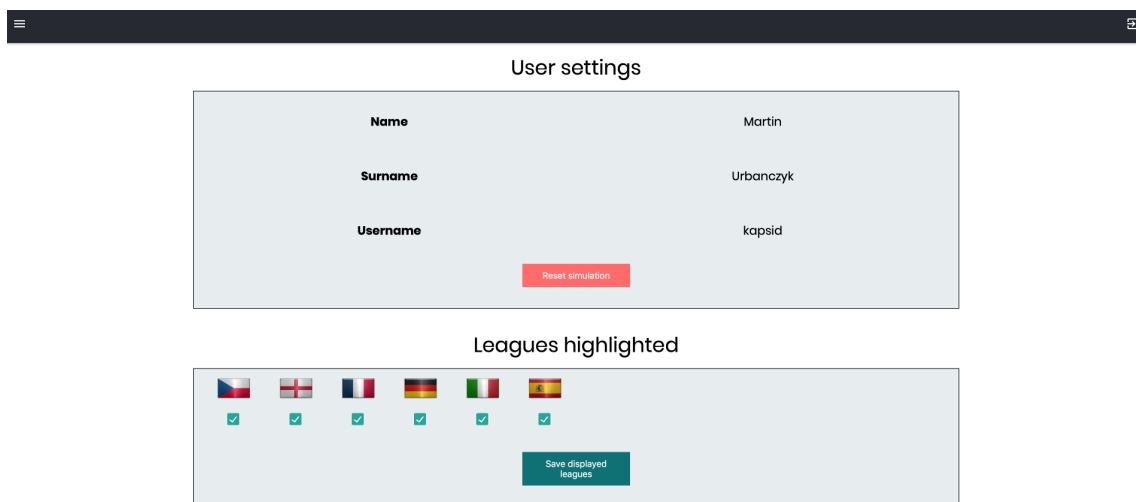 User settings
Name Martin
Surname Urbanczyk
Username kapsid
Reset simulation
Leagues highlighted
Save displayed
leagues